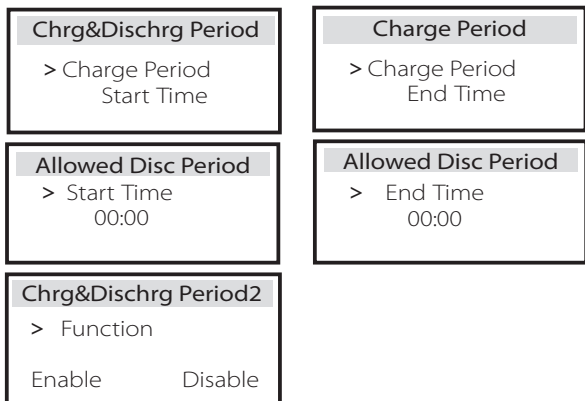 Chrg&Dischrg Period
> Charge Period
Start Time
Charge Period
> Charge Period
End Time
Allowed Disc Period
> Start Time
00:00
Allowed Disc Period
> End Time
00:00
Chrg&Dischrg Period2
> Function
Enable Disable